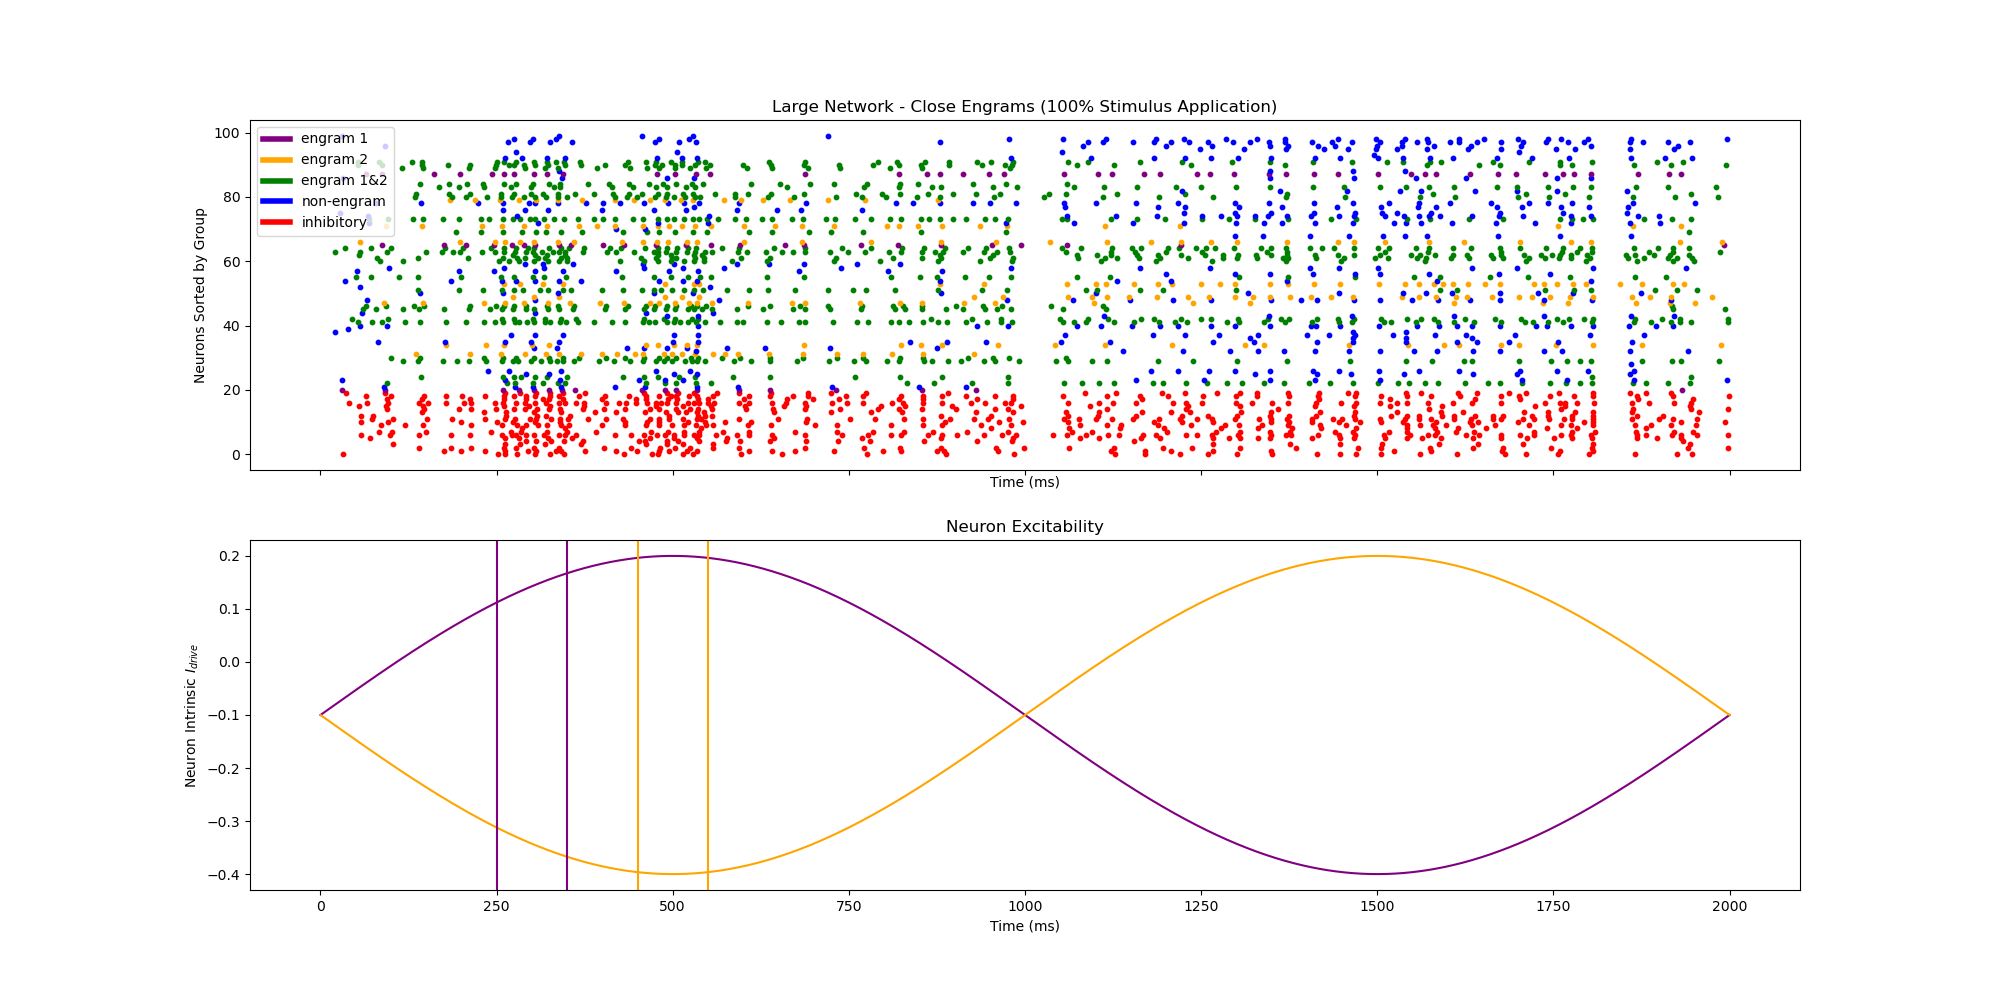 Large Network - Close Engrams (100% Stimulus Application)
100
80
60
40
20
0
Neurons Sorted by Group
engram 1
engram 2
engram 1&2
non-engram
inhibitory
Time (ms)
Neuron Excitability
0.2
0.1
0.0
−0.1
−0.2
−0.3
−0.4
Neuron Intrinsic I_drive
0 250 500 750 1000 1250 1500 1750 2000
Time (ms)